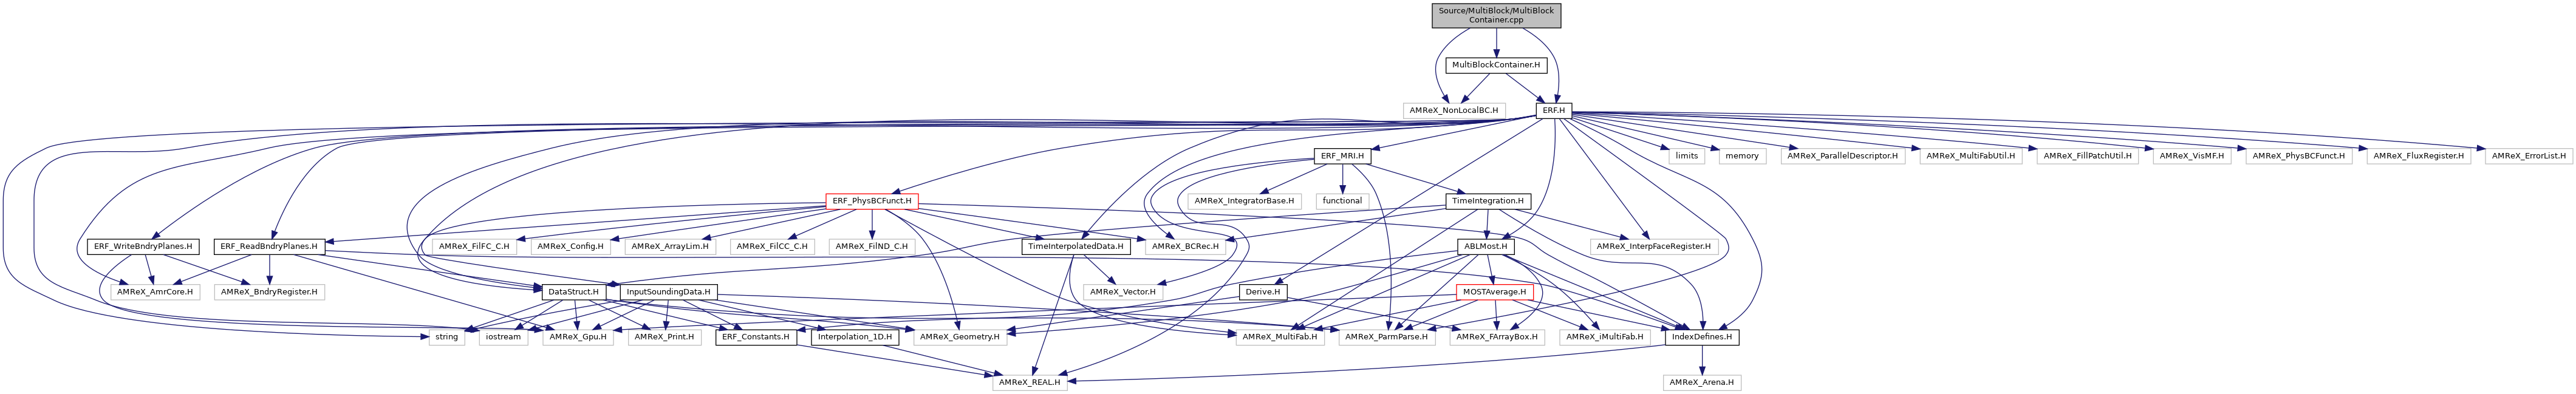 Source/MultiBlock/MultiBlock
Container.cpp
MultiBlockContainer.H
AMReX_NonLocalBC.H
ERF.H
ERF_MRI.H
limits
memory
AMReX_ParallelDescriptor.H
AMReX_MultiFabUtil.H
AMReX_FillPatchUtil.H
AMReX_VisMF.H
AMReX_PhysBCFunct.H
AMReX_FluxRegister.H
AMReX_ErrorList.H
ERF_PhysBCFunct.H
AMReX_IntegratorBase.H
functional
TimeIntegration.H
ERF_WriteBndryPlanes.H
ERF_ReadBndryPlanes.H
AMReX_FilFC_C.H
AMReX_Config.H
AMReX_ArrayLim.H
AMReX_FilCC_C.H
AMReX_FilND_C.H
TimeInterpolatedData.H
AMReX_BCRec.H
ABLMost.H
AMReX_InterpFaceRegister.H
AMReX_AmrCore.H
AMReX_BndryRegister.H
DataStruct.H
InputSoundingData.H
AMReX_Vector.H
Derive.H
MOSTAverage.H
string
iostream
AMReX_Gpu.H
AMReX_Print.H
ERF_Constants.H
Interpolation_1D.H
AMReX_Geometry.H
AMReX_MultiFab.H
AMReX_ParmParse.H
AMReX_FArrayBox.H
AMReX_iMultiFab.H
IndexDefines.H
AMReX_REAL.H
AMReX_Arena.H